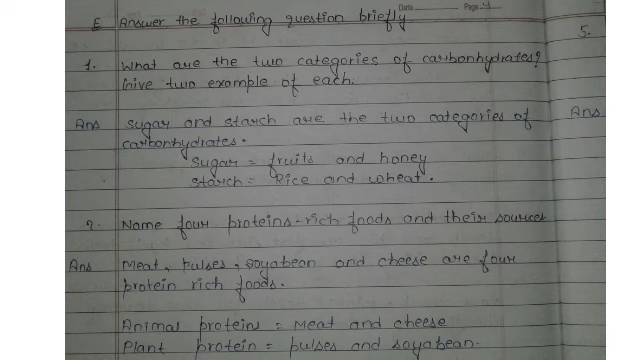 Date Page 4
E Answer the following question briefly
5.
1. What are the two categories of carbonhydrates?
Give two example of each.
Ans Sugar and starch are the two categories of
Ans
carbonhydrates.
Sugar = fruits and honey
Starch = Rice and wheat.
2. Name four proteins-rich foods and their sources
Ans Meat, Pulses, soyabean and cheese are four
protein rich foods.
Animal proteins = Meat and cheese
Plant protein = pulses and soyabean.